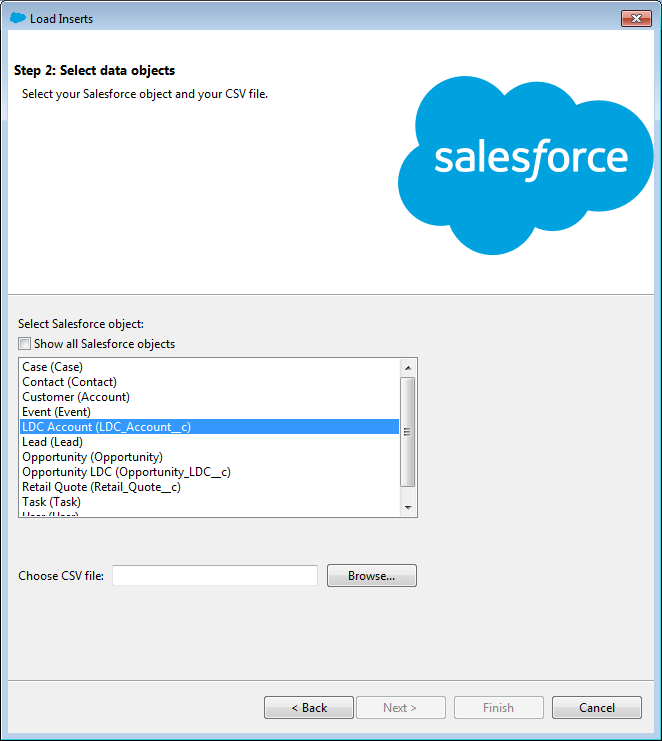 Load Inserts
Step 2: Select data objects
Select your Salesforce object and your CSV file.
salesforce
Select Salesforce object:
Show all Salesforce objects
Case (Case)
Contact (Contact)
Customer (Account)
Event (Event)
LDC Account (LDC_Account__c)
Lead (Lead)
Opportunity (Opportunity)
Opportunity LDC (Opportunity_LDC__c)
Retail Quote (Retail_Quote__c)
Task (Task)
User (User)
Choose CSV file: Browse...
< Back Next > Finish Cancel